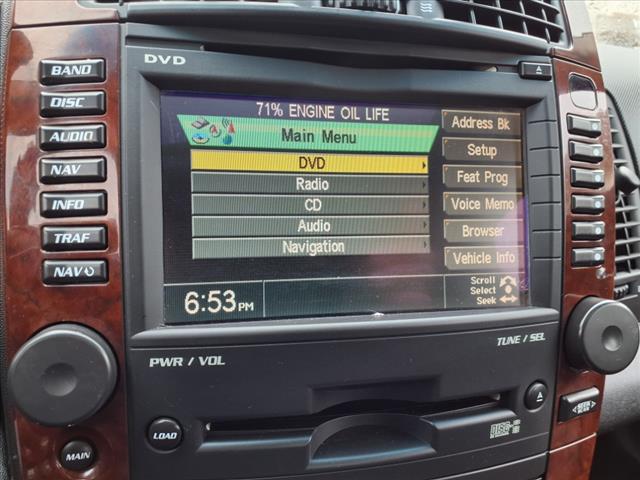 DVD
BAND
DISC
AUDIO
NAV
INFO
TRAF
NAV
71% ENGINE OIL LIFE
Main Menu
DVD
Radio
CD
Audio
Navigation
Address Bk
Setup
Feat Prog
Voice Memo
Browser
Vehicle Info
6:53 PM
Scroll
Select
Seek
PWR / VOL
TUNE / SEL
LOAD
MAIN
SEEK